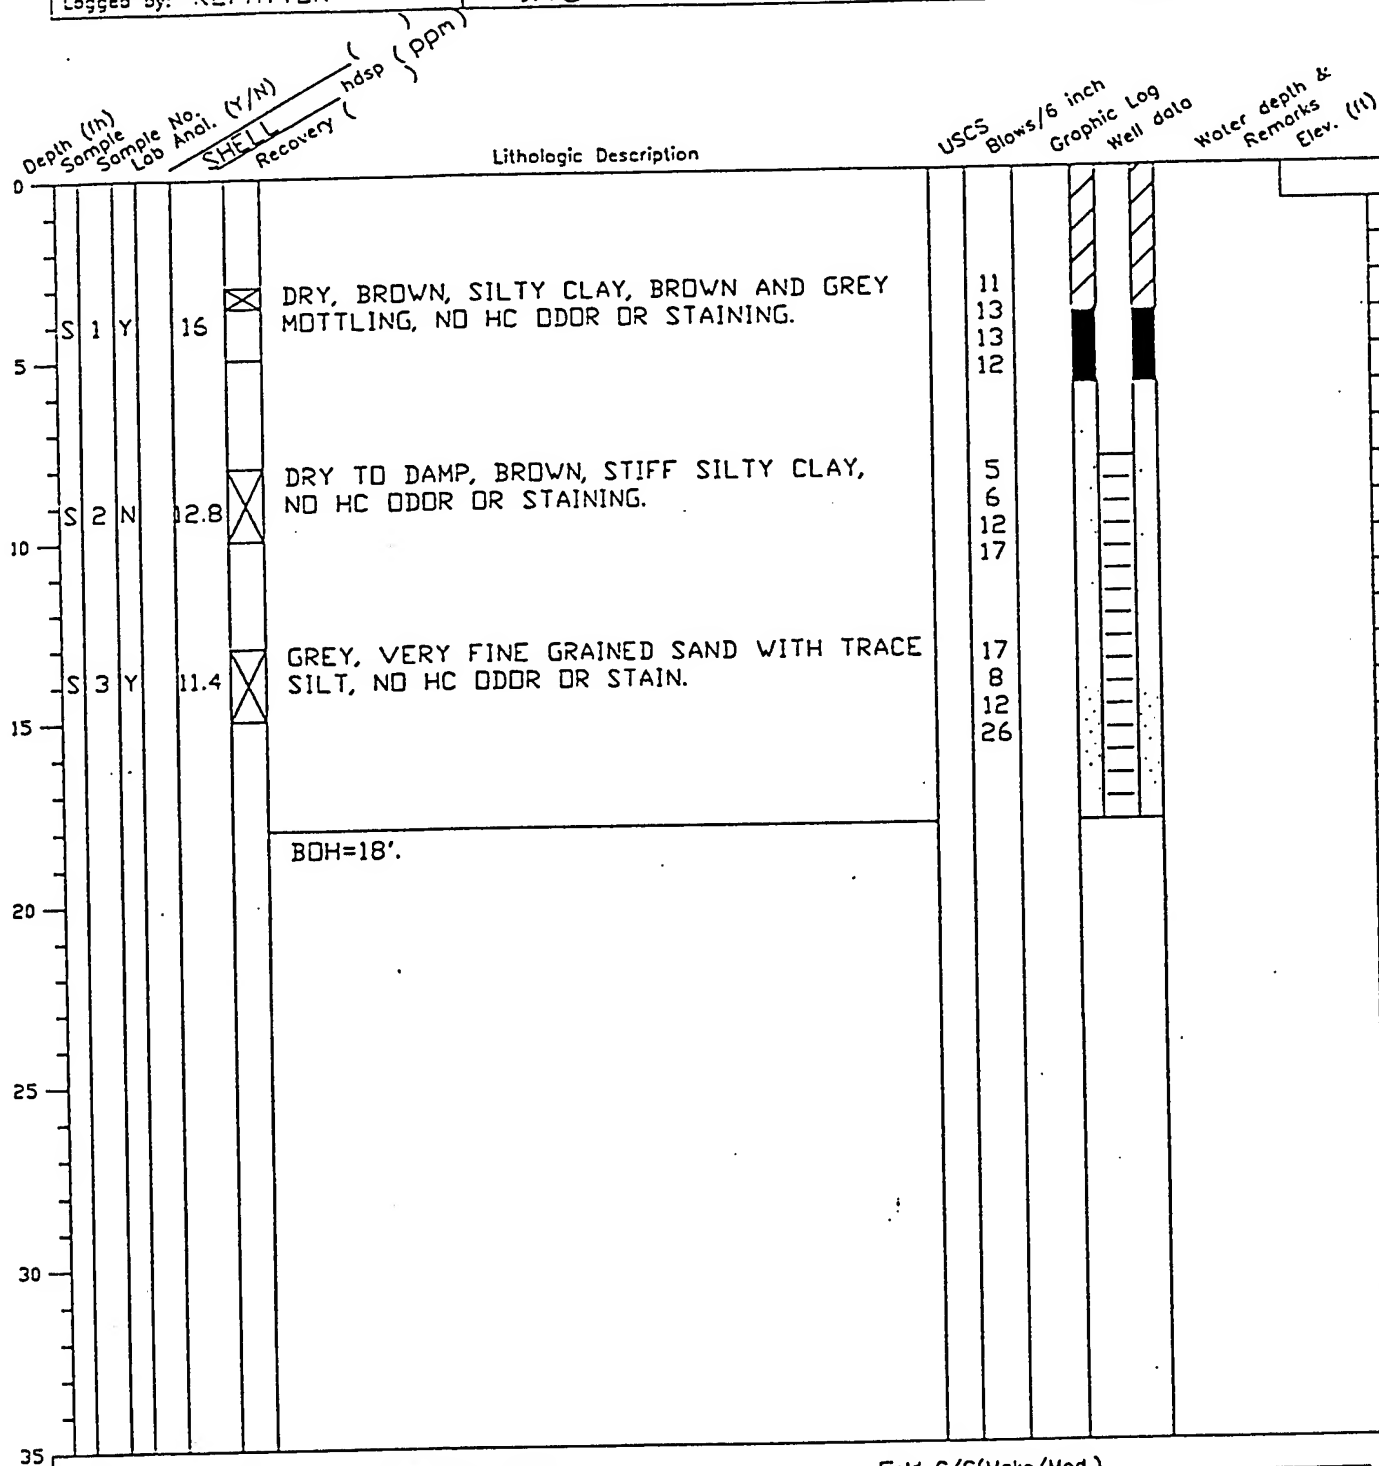 Logged by:
hdsp ( ppm )
( )
Depth (fh)
Sample
Sample No.
Lab Anal. (Y/N)
SHELL
Recovery (
Lithologic Description
USCS
Blows/6 inch
Graphic Log
Well data
Water depth &
Remarks
Elev. (ft)
0
DRY, BROWN, SILTY CLAY, BROWN AND GREY
MOTTLING, NO HC ODOR OR STAINING.
S 1 Y 16
11
13
13
12
5
DRY TO DAMP, BROWN, STIFF SILTY CLAY,
NO HC ODOR OR STAINING.
S 2 N 12.8
5
6
12
17
10
GREY, VERY FINE GRAINED SAND WITH TRACE
SILT, NO HC ODOR OR STAIN.
S 3 Y 11.4
17
8
12
26
15
BOH=18'.
20
25
30
35